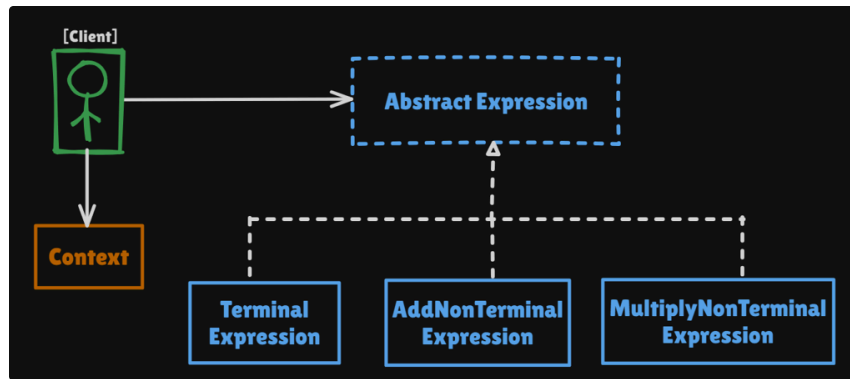 [Client]
Abstract Expression
Context
Terminal
Expression
AddNonTerminal
Expression
MultiplyNonTerminal
Expression